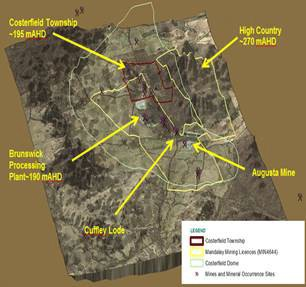 Costerfield Township
~195 mAHD
High Country
~270 mAHD
Brunswick
Processing
Plant~190 mAHD
Augusta Mine
Cuffley Lode
LEGEND
Costerfield Township
Mandalay Mining Licences (MIN4644)
Costerfield Dome
Mines and Mineral Occurrence Sites